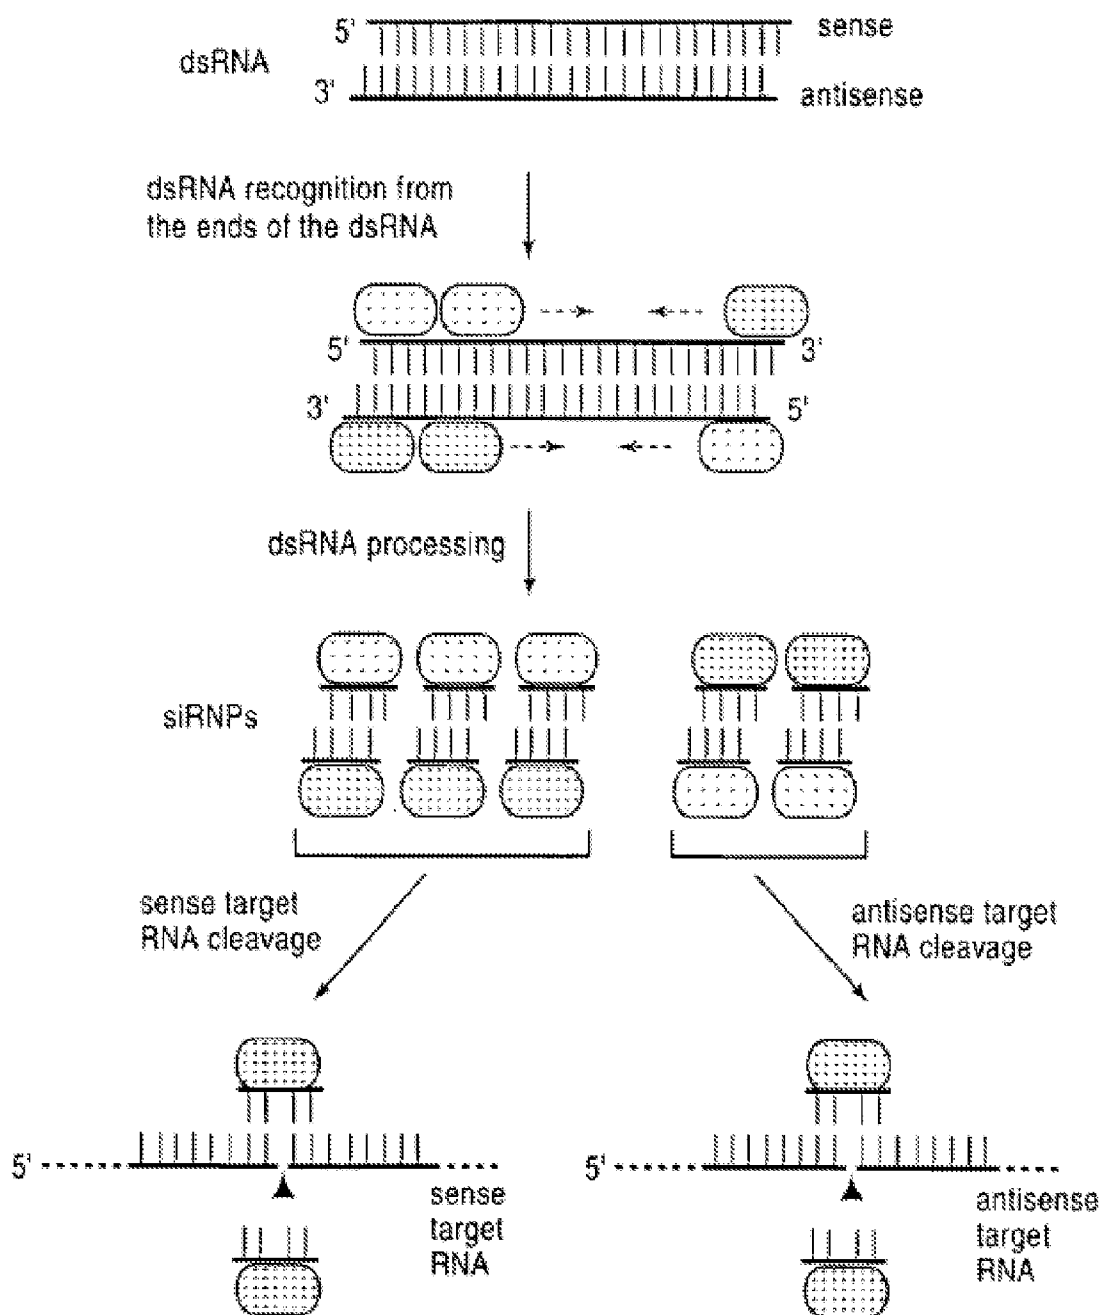 5' sense
dsRNA
3' antisense
dsRNA recognition from
the ends of the dsRNA
5' 3'
3' 5'
dsRNA processing
siRNPs
sense target
RNA cleavage
antisense target
RNA cleavage
5'
sense
target
RNA
5'
antisense
target
RNA